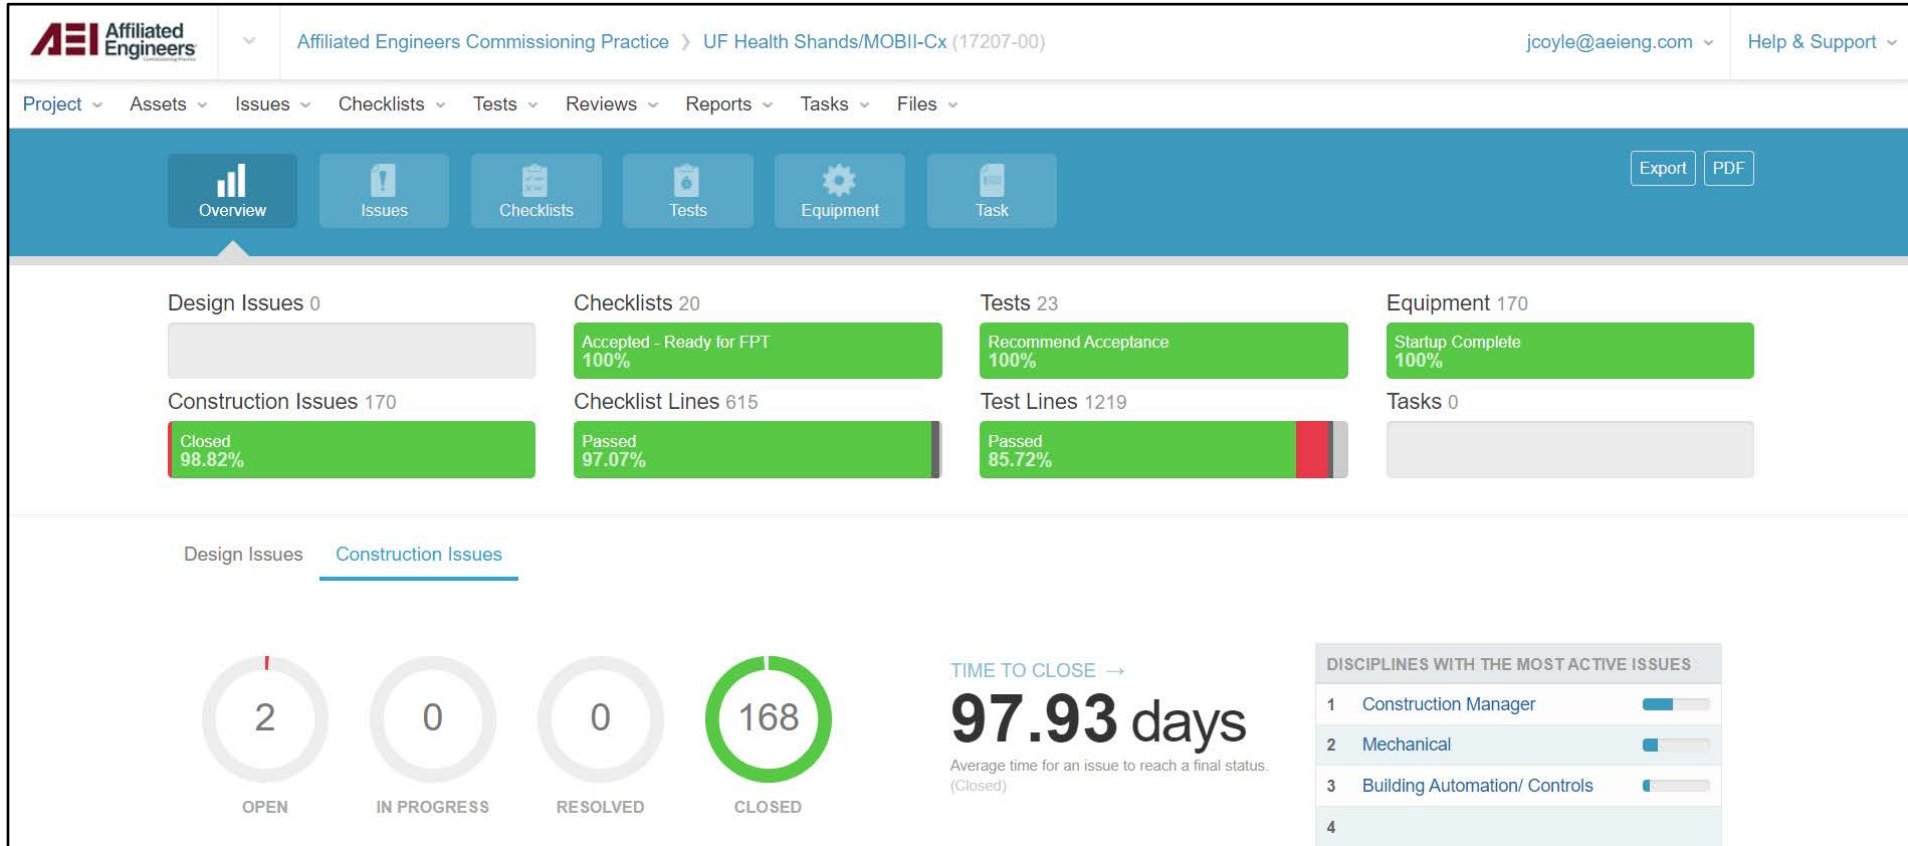 AEI Affiliated Engineers
Commissioning Practice
Affiliated Engineers Commissioning Practice > UF Health Shands/MOBII-Cx (17207-00)
jcoyle@aeieng.com
Help & Support
Project Assets Issues Checklists Tests Reviews Reports Tasks Files
Overview
Issues
Checklists
Tests
Equipment
Task
Export
PDF
Design Issues 0
Checklists 20
Accepted - Ready for FPT
100%
Tests 23
Recommend Acceptance
100%
Equipment 170
Startup Complete
100%
Construction Issues 170
Closed
98.82%
Checklist Lines 615
Passed
97.07%
Test Lines 1219
Passed
85.72%
Tasks 0
Design Issues
Construction Issues
2
OPEN
0
IN PROGRESS
0
RESOLVED
168
CLOSED
TIME TO CLOSE →
97.93 days
Average time for an issue to reach a final status.
(Closed)
DISCIPLINES WITH THE MOST ACTIVE ISSUES
1 Construction Manager
2 Mechanical
3 Building Automation/ Controls
4